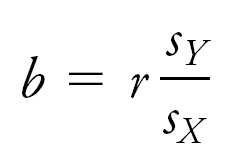 b = r s_Y / s_X